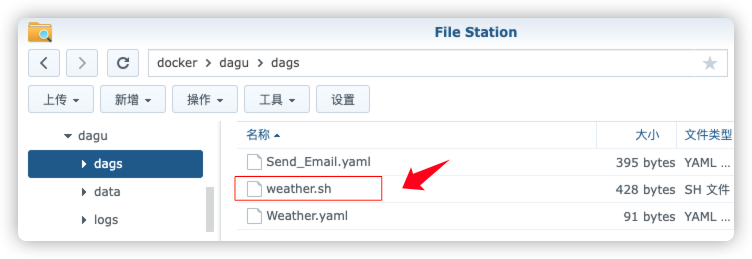 File Station
docker > dagu > dags
上传 新增 操作 工具 设置
dagu
dags
data
logs
名称 大小 文件类型
Send_Email.yaml 395 bytes YAML ...
weather.sh 428 bytes SH 文件
Weather.yaml 91 bytes YAML ...